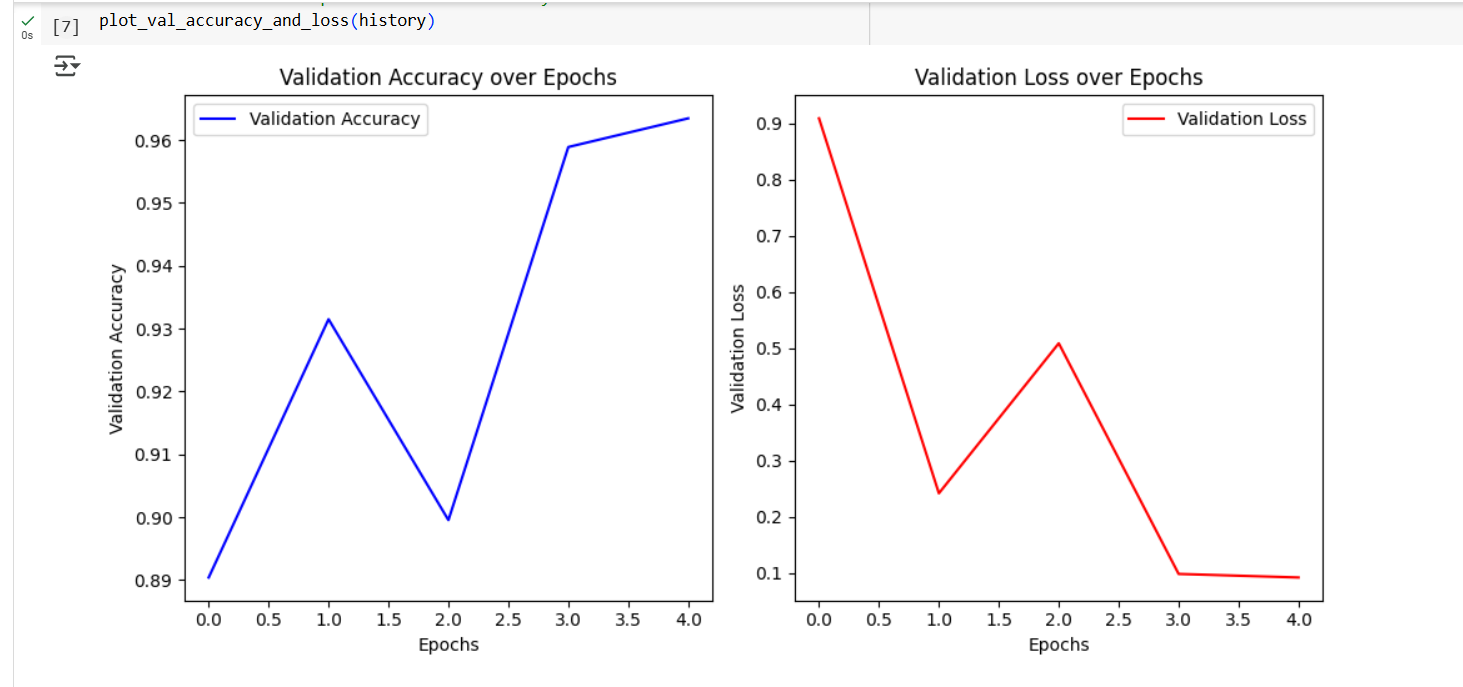 [7] plot_val_accuracy_and_loss(history)
0s
Validation Accuracy over Epochs
Validation Accuracy
0.96
0.95
0.94
0.93
0.92
0.91
0.90
0.89
Validation Accuracy
0.0 0.5 1.0 1.5 2.0 2.5 3.0 3.5 4.0
Epochs
Validation Loss over Epochs
Validation Loss
0.9
0.8
0.7
0.6
0.5
0.4
0.3
0.2
0.1
Validation Loss
0.0 0.5 1.0 1.5 2.0 2.5 3.0 3.5 4.0
Epochs